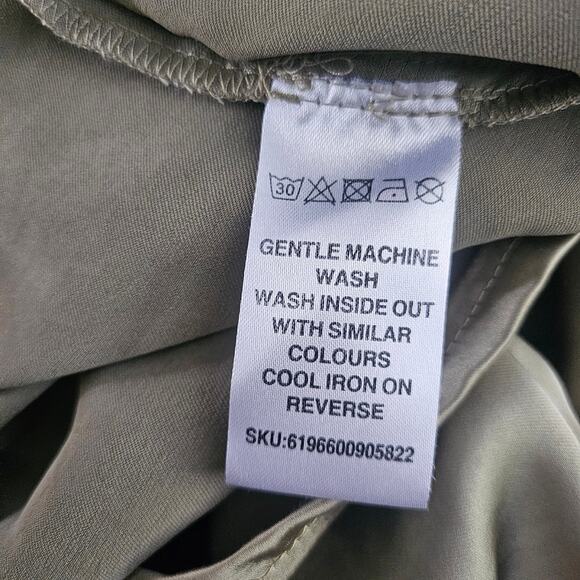 30
GENTLE MACHINE
WASH
WASH INSIDE OUT
WITH SIMILAR
COLOURS
COOL IRON ON
REVERSE
SKU:6196600905822